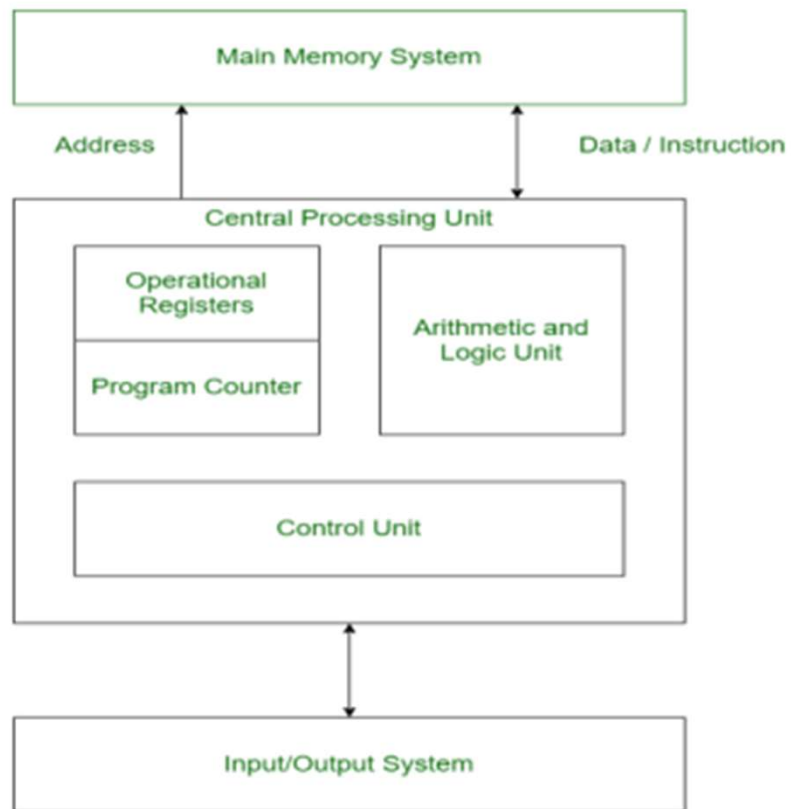 Main Memory System
Address
Data / Instruction
Central Processing Unit
Operational
Registers
Program Counter
Arithmetic and
Logic Unit
Control Unit
Input/Output System